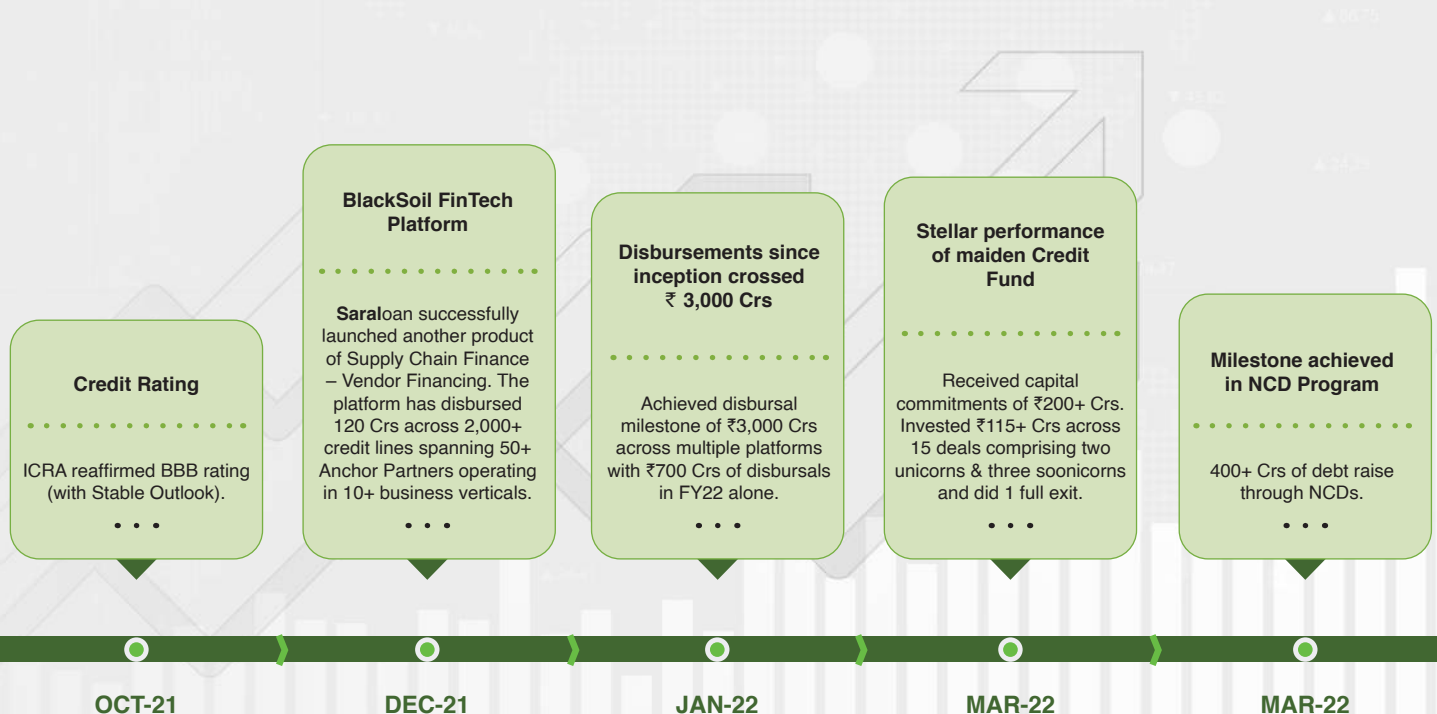 Credit Rating
ICRA reaffirmed BBB rating
(with Stable Outlook).
• • •
OCT-21
BlackSoil FinTech
Platform
Saraloan successfully
launched another product
of Supply Chain Finance
– Vendor Financing. The
platform has disbursed
120 Crs across 2,000+
credit lines spanning 50+
Anchor Partners operating
in 10+ business verticals.
• • •
DEC-21
Disbursements since
inception crossed
₹ 3,000 Crs
Achieved disbursal
milestone of ₹3,000 Crs
across multiple platforms
with ₹700 Crs of disbursals
in FY22 alone.
• • •
JAN-22
Stellar performance
of maiden Credit
Fund
Received capital
commitments of ₹200+ Crs.
Invested ₹115+ Crs across
15 deals comprising two
unicorns & three soonicorns
and did 1 full exit.
• • •
MAR-22
Milestone achieved
in NCD Program
400+ Crs of debt raise
through NCDs.
• • •
MAR-22